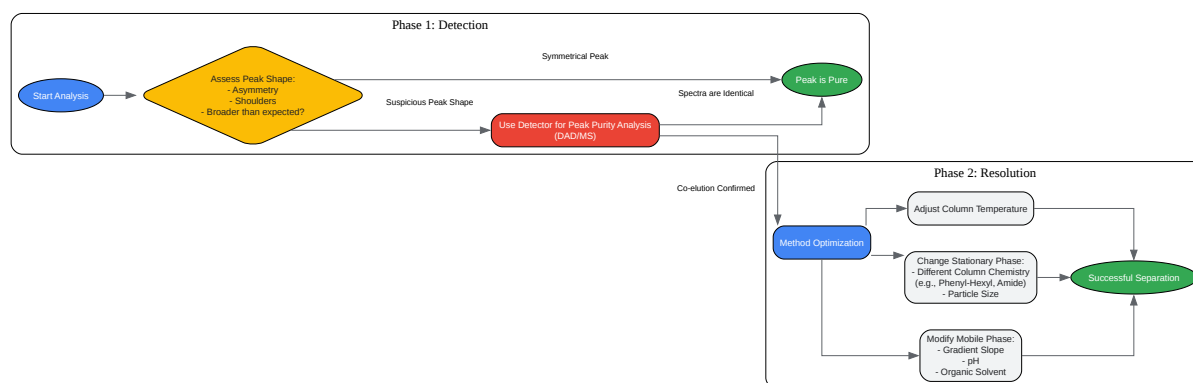 Phase 1: Detection
Start Analysis
Assess Peak Shape:
- Asymmetry
- Shoulders
- Broader than expected?
Symmetrical Peak
Suspicious Peak Shape
Use Detector for Peak Purity Analysis
(DAD/MS)
Spectra are Identical
Peak is Pure
Co-elution Confirmed
Phase 2: Resolution
Method Optimization
Adjust Column Temperature
Change Stationary Phase:
- Different Column Chemistry
(e.g., Phenyl-Hexyl, Amide)
- Particle Size
Modify Mobile Phase:
- Gradient Slope
- pH
- Organic Solvent
Successful Separation